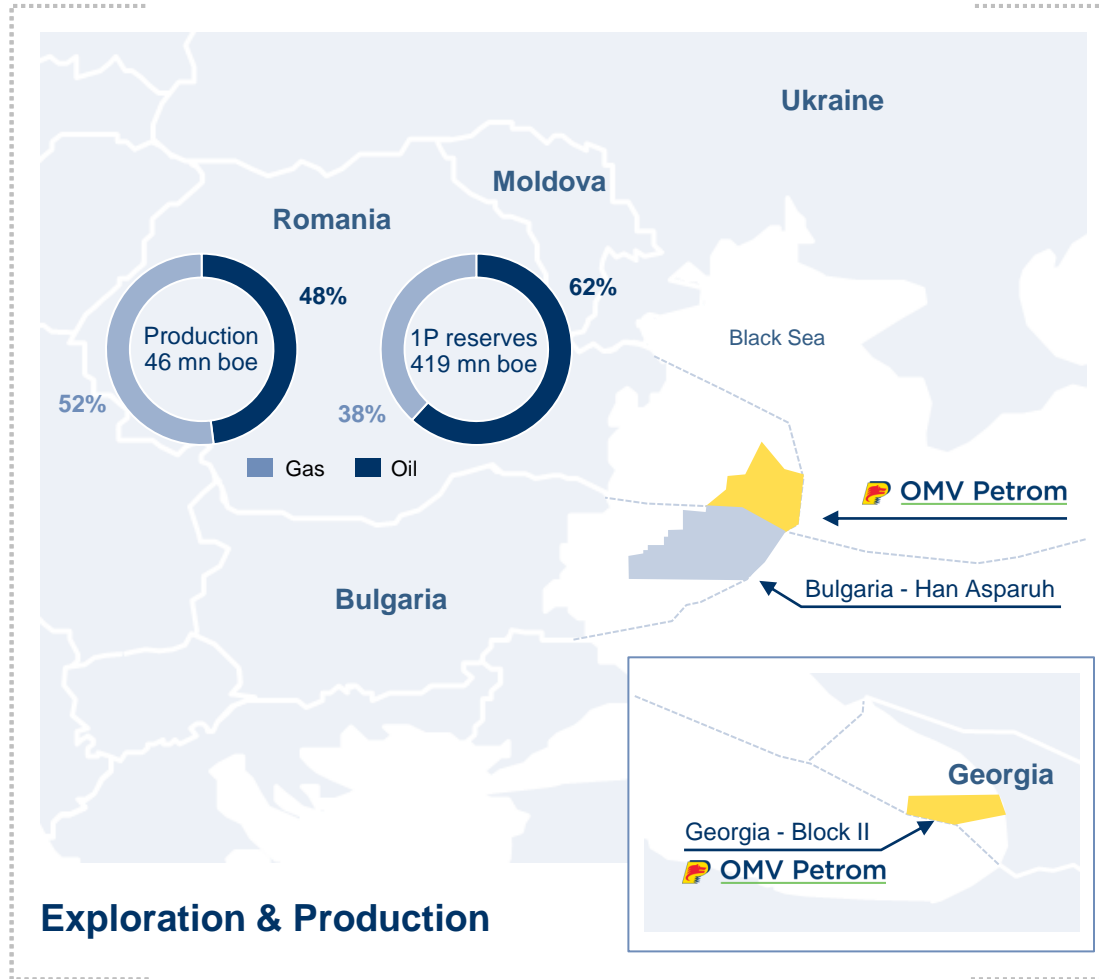 Ukraine
Moldova
Romania
48%
Production
46 mn boe
52%
62%
1P reserves
419 mn boe
38%
Gas
Oil
Black Sea
OMV Petrom
Bulgaria - Han Asparuh
Bulgaria
Georgia
Georgia - Block II
OMV Petrom
Exploration & Production